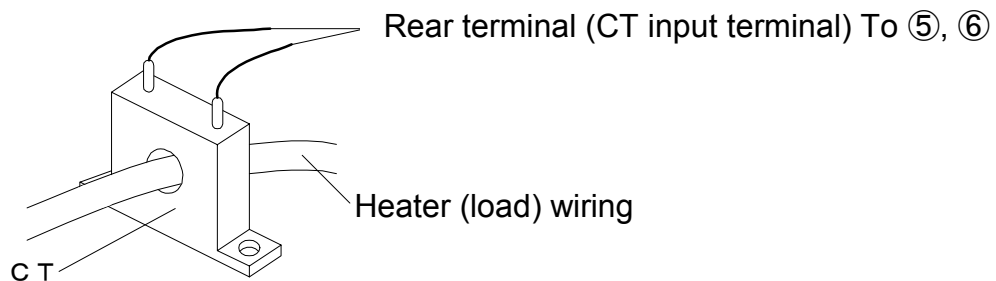 Rear terminal (CT input terminal) To ⑤, ⑥
Heater (load) wiring
C T